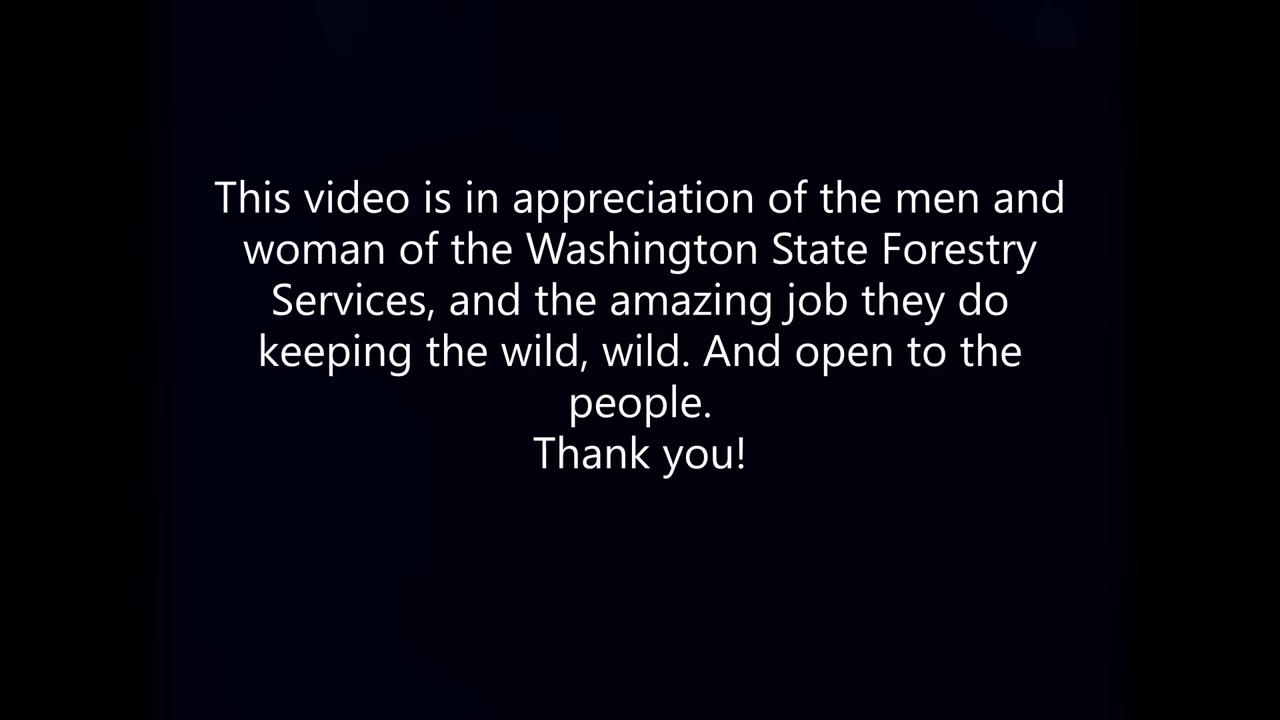 This video is in appreciation of the men and
woman of the Washington State Forestry
Services, and the amazing job they do
keeping the wild, wild. And open to the
people.
Thank you!